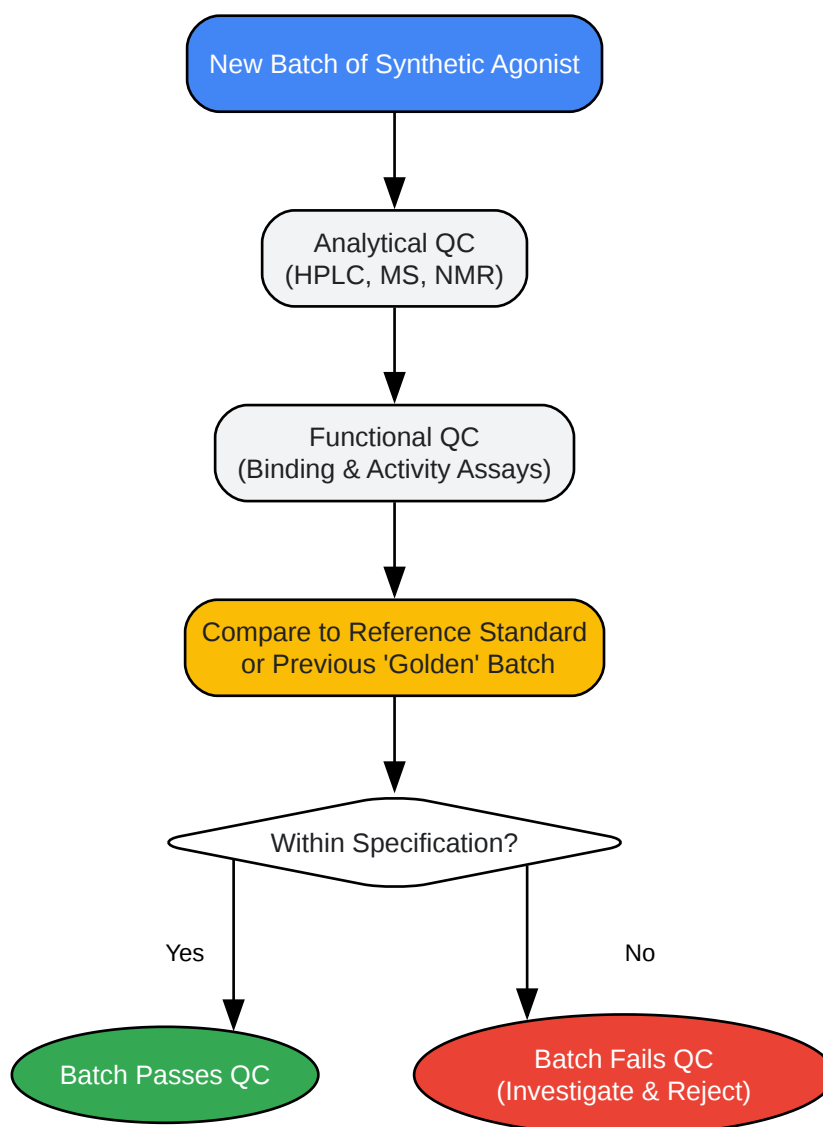 New Batch of Synthetic Agonist
Analytical QC
(HPLC, MS, NMR)
Functional QC
(Binding & Activity Assays)
Compare to Reference Standard
or Previous 'Golden' Batch
Within Specification?
Yes
No
Batch Passes QC
Batch Fails QC
(Investigate & Reject)